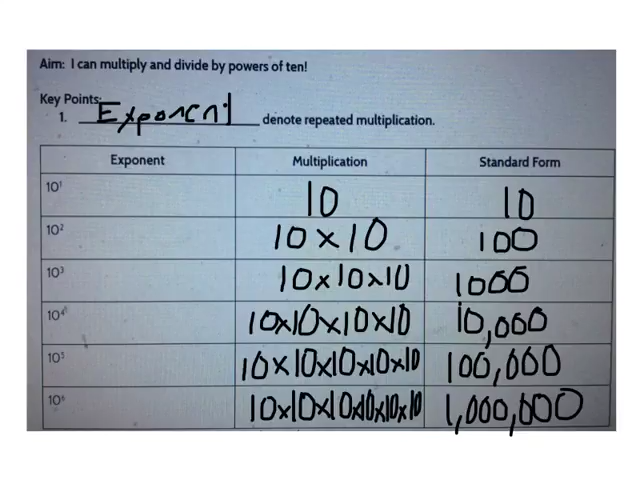 Aim: I can multiply and divide by powers of ten!
Key Points:
1. Exponent denote repeated multiplication.
Exponent Multiplication Standard Form
10¹ 10 10
10² 10×10 100
10³ 10×10×10 1000
10⁴ 10×10×10×10 10,000
10⁵ 10×10×10×10×10 100,000
10⁶ 10×10×10×10×10×10 1,000,000